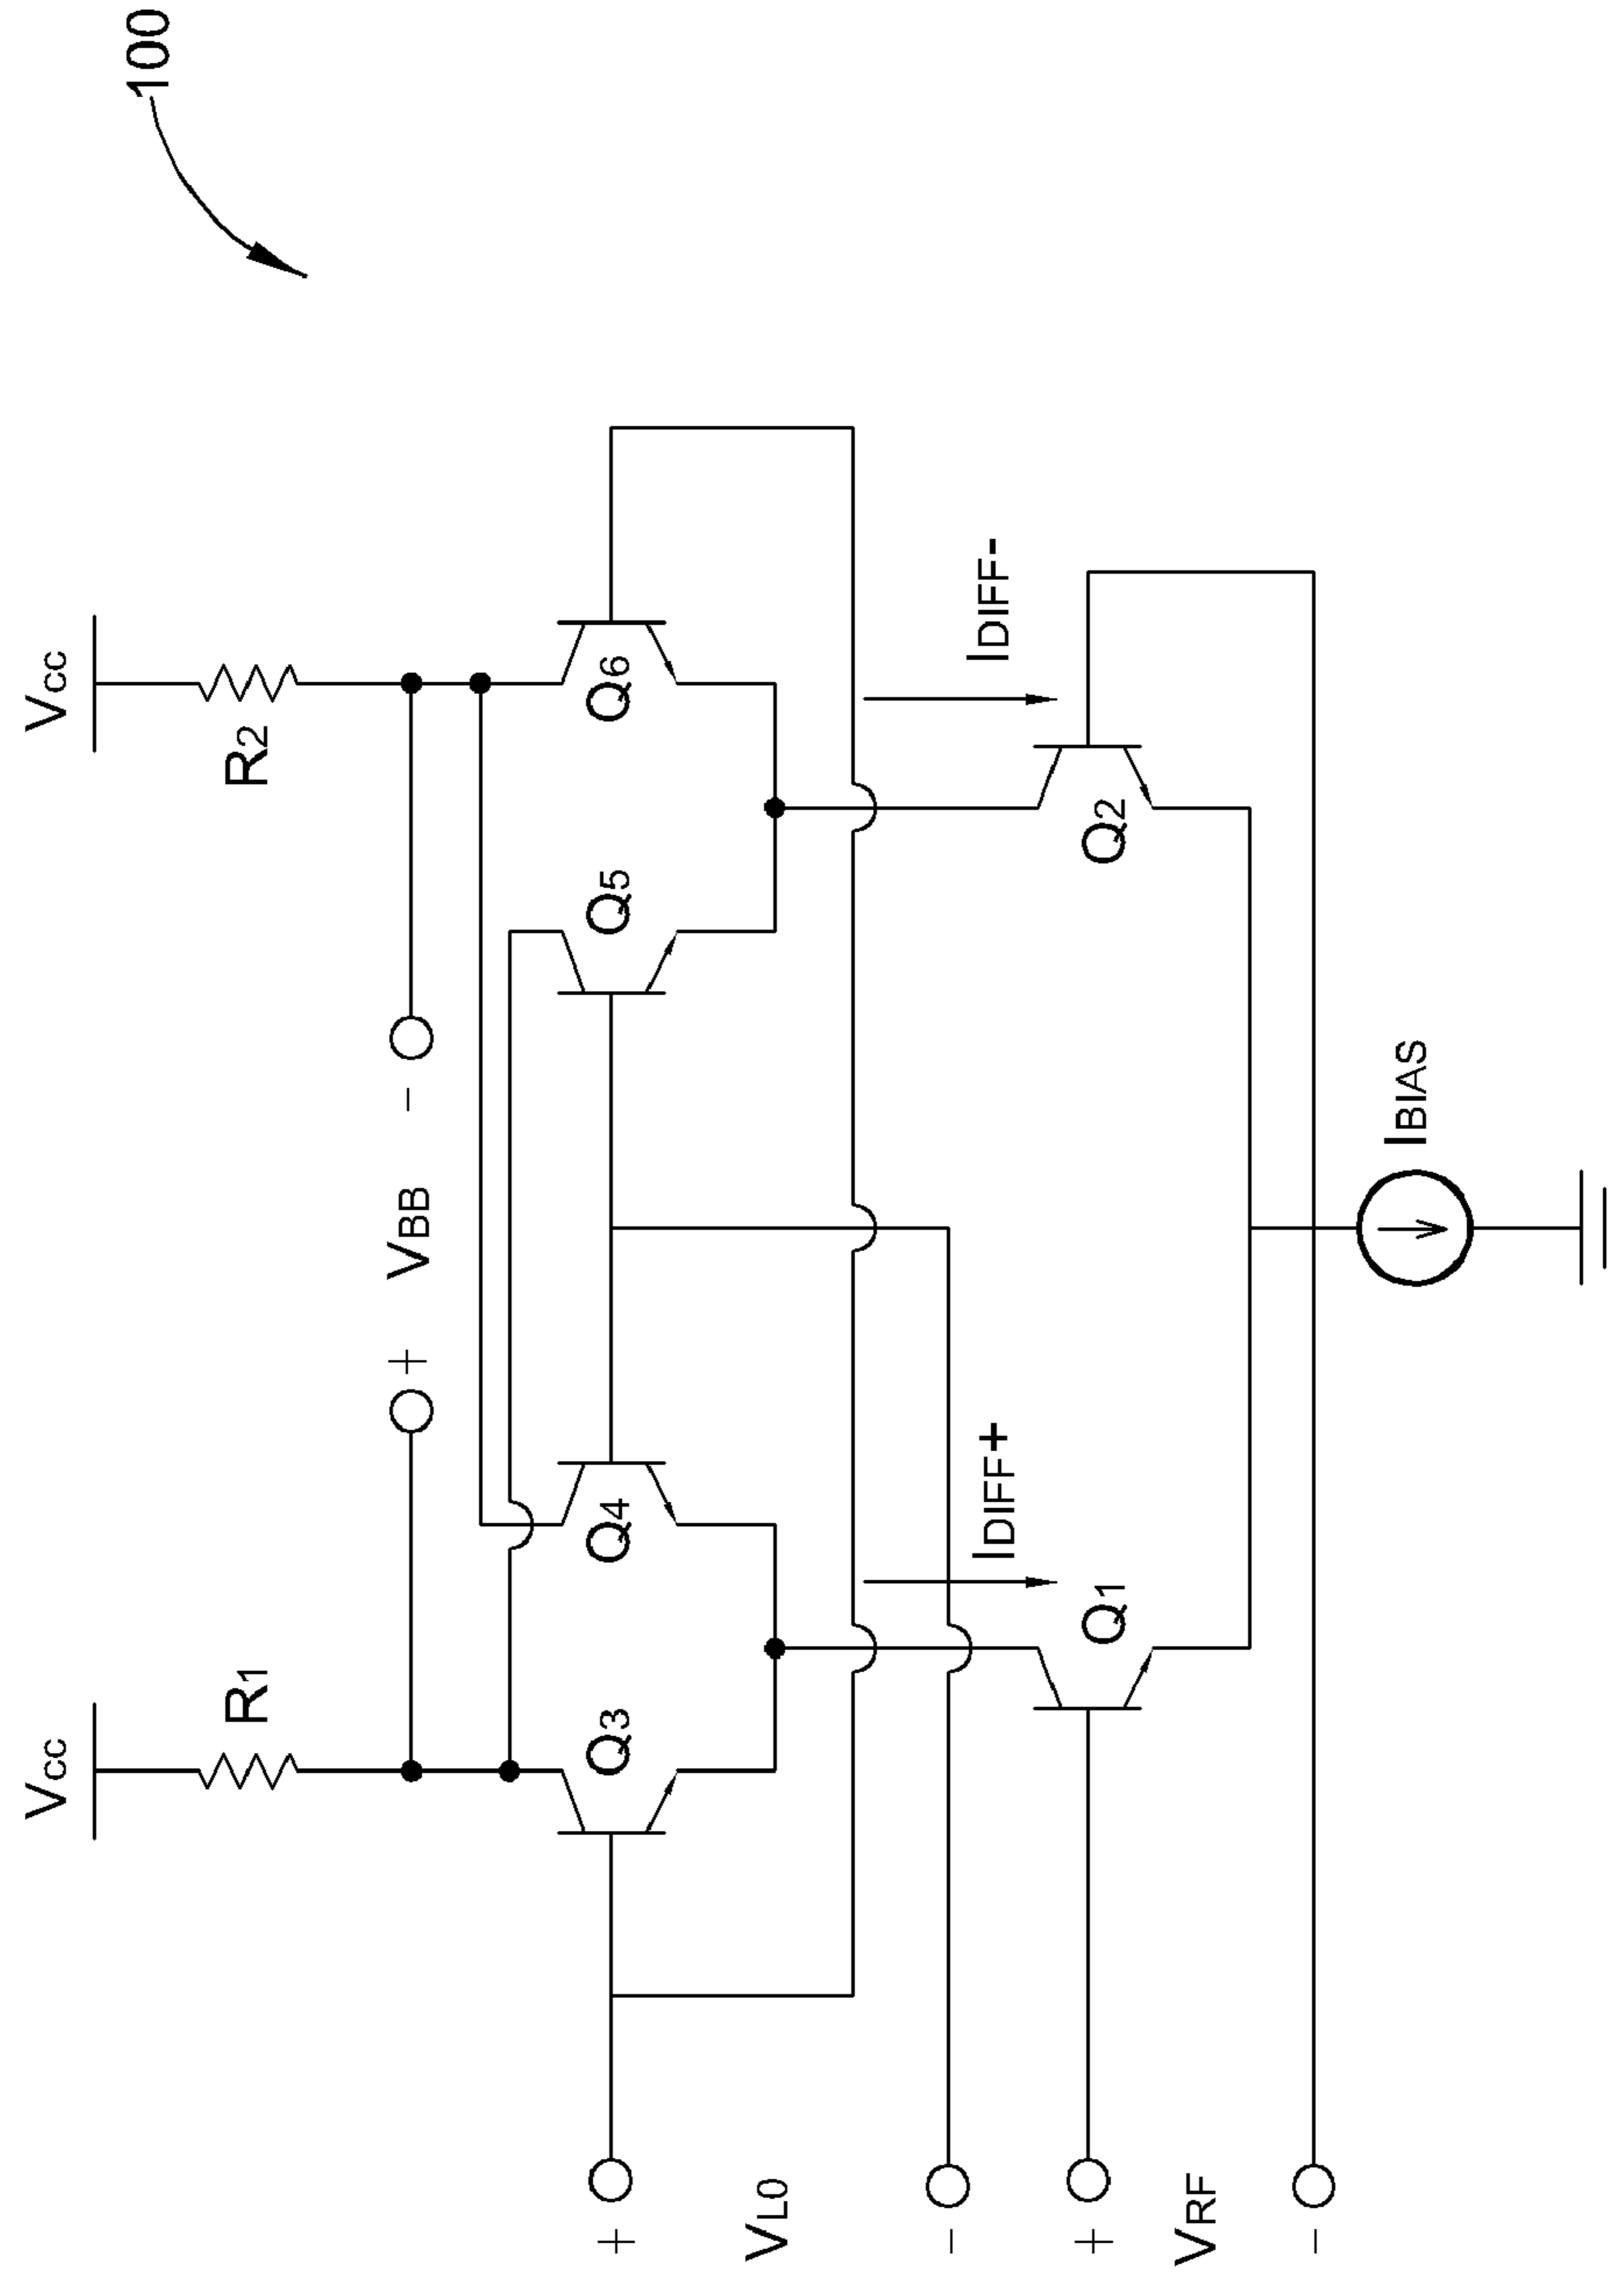 100
Vcc
Vcc
R1
R2
+ VBB -
Q3
Q4
Q5
Q6
+
VL0
-
IDIFF+
IDIFF-
Q1
Q2
+
VRF
-
IBIAS